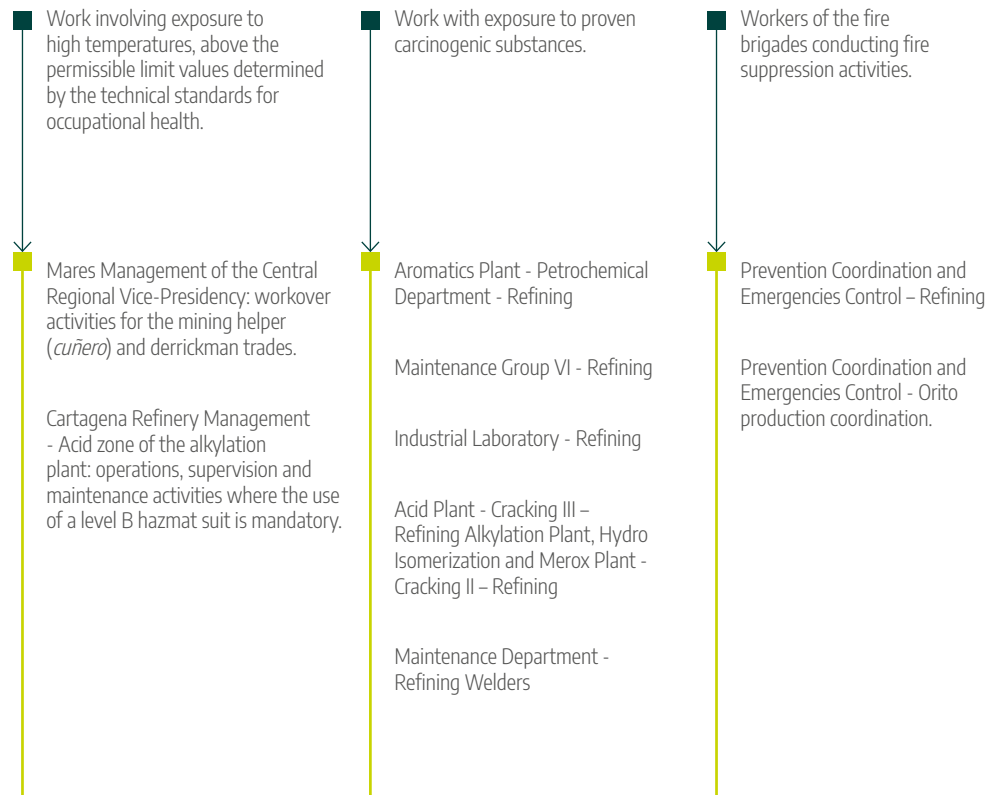 Work involving exposure to
high temperatures, above the
permissible limit values determined
by the technical standards for
occupational health.
Mares Management of the Central
Regional Vice-Presidency: workover
activities for the mining helper
(cuñero) and derrickman trades.
Cartagena Refinery Management
- Acid zone of the alkylation
plant: operations, supervision and
maintenance activities where the use
of a level B hazmat suit is mandatory.
Work with exposure to proven
carcinogenic substances.
Aromatics Plant - Petrochemical
Department - Refining
Maintenance Group VI - Refining
Industrial Laboratory - Refining
Acid Plant - Cracking III –
Refining Alkylation Plant, Hydro
Isomerization and Merox Plant -
Cracking II – Refining
Maintenance Department -
Refining Welders
Workers of the fire
brigades conducting fire
suppression activities.
Prevention Coordination and
Emergencies Control – Refining
Prevention Coordination and
Emergencies Control - Orito
production coordination.